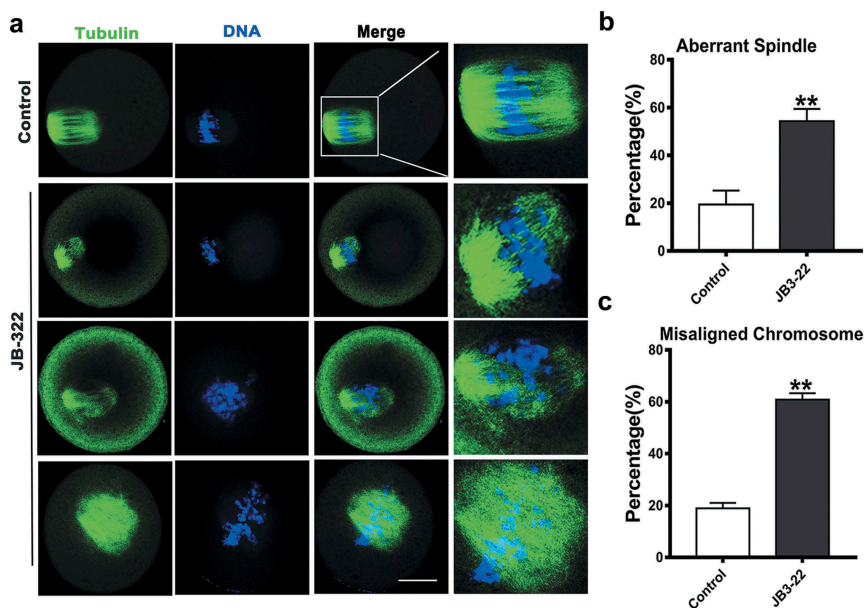 a
Tubulin
DNA
Merge
Control
JB-322
b
Aberrant Spindle
Percentage(%)
80
60
40
20
0
**
Control
JB3-22
c
Misaligned Chromosome
Percentage(%)
80
60
40
20
0
**
Control
JB3-22